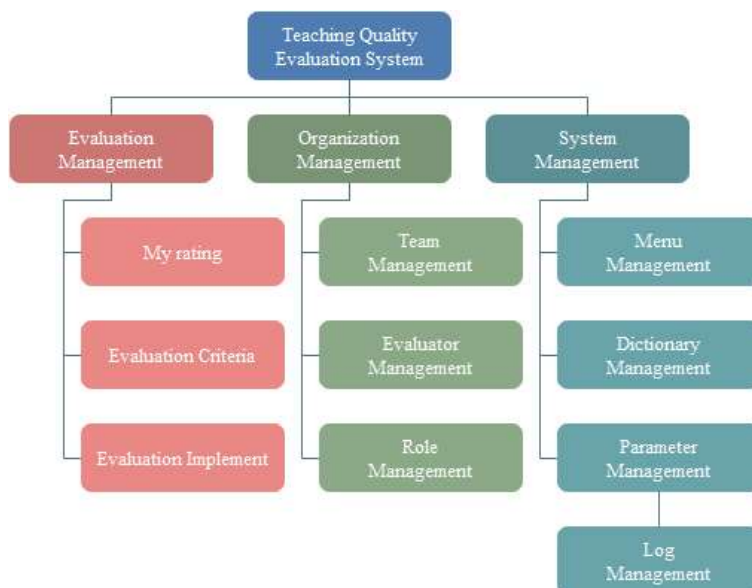 Teaching Quality
Evaluation System
Evaluation
Management
Organization
Management
System
Management
My rating
Team
Management
Menu
Management
Evaluation Criteria
Evaluator
Management
Dictionary
Management
Evaluation Implement
Role
Management
Parameter
Management
Log
Management